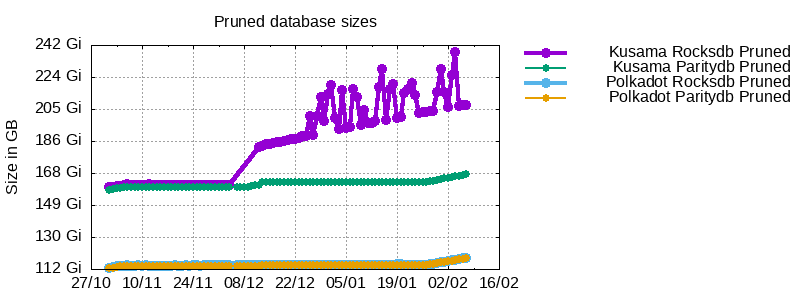 Pruned database sizes
Size in GB
242 Gi
224 Gi
205 Gi
186 Gi
168 Gi
149 Gi
130 Gi
112 Gi
27/10 10/11 24/11 08/12 22/12 05/01 19/01 02/02 16/02
Kusama Rocksdb Pruned
Kusama Paritydb Pruned
Polkadot Rocksdb Pruned
Polkadot Paritydb Pruned